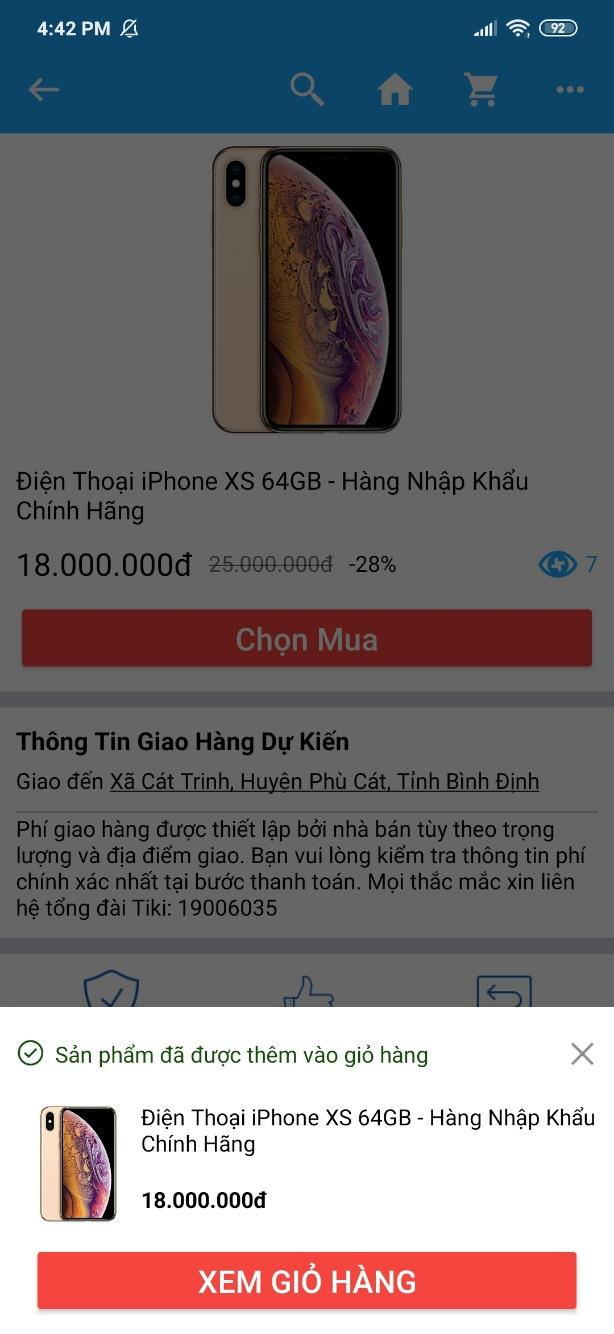 4:42 PM
92
Điện Thoại iPhone XS 64GB - Hàng Nhập Khẩu
Chính Hãng
18.000.000đ 25.000.000đ -28% 7
Chọn Mua
Thông Tin Giao Hàng Dự Kiến
Giao đến Xã Cát Trinh, Huyện Phù Cát, Tỉnh Bình Định
Phí giao hàng được thiết lập bởi nhà bán tùy theo trọng
lượng và địa điểm giao. Bạn vui lòng kiểm tra thông tin phí
chính xác nhất tại bước thanh toán. Mọi thắc mắc xin liên
hệ tổng đài Tiki: 19006035
Sản phẩm đã được thêm vào giỏ hàng
Điện Thoại iPhone XS 64GB - Hàng Nhập Khẩu
Chính Hãng
18.000.000đ
XEM GIỎ HÀNG